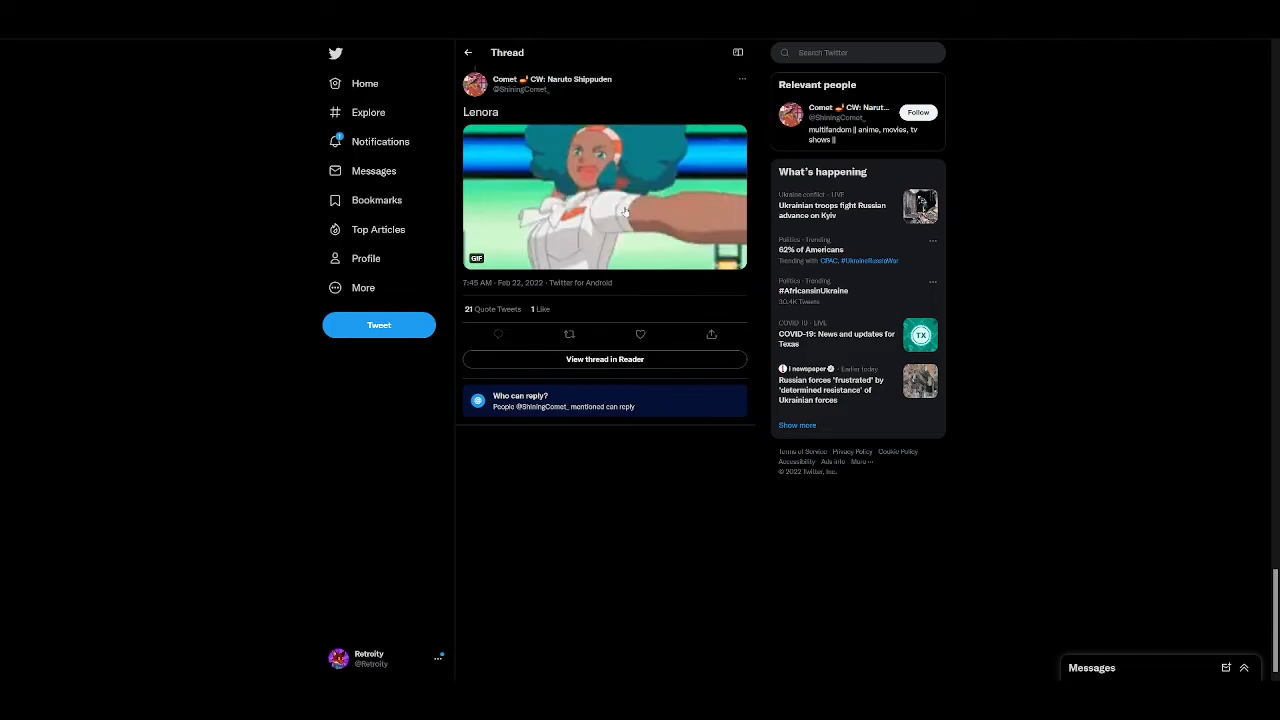 Home
Explore
1
Notifications
Messages
Bookmarks
Top Articles
Profile
More
Tweet
Retroity
@Retroity
Thread
Comet CW: Naruto Shippuden
@ShiningComet_
Lenora
GIF
7:45 AM · Feb 22, 2022 · Twitter for Android
21 Quote Tweets 1 Like
View thread in Reader
Who can reply?
People @ShiningComet_ mentioned can reply
Search Twitter
Relevant people
Comet CW: Narut...
@ShiningComet_
Follow
multifandom || anime, movies, tv
shows ||
What's happening
Ukraine conflict · LIVE
Ukrainian troops fight Russian
advance on Kyiv
Politics · Trending
62% of Americans
Trending with CPAC, #UkraineRussiaWar
Politics · Trending
#AfricansinUkraine
30.4K Tweets
COVID-19 · LIVE
COVID-19: News and updates for
Texas
TX
i newspaper · Earlier today
Russian forces 'frustrated' by
'determined resistance' of
Ukrainian forces
Show more
Terms of Service Privacy Policy Cookie Policy
Accessibility Ads info More ···
© 2022 Twitter, Inc.
Messages